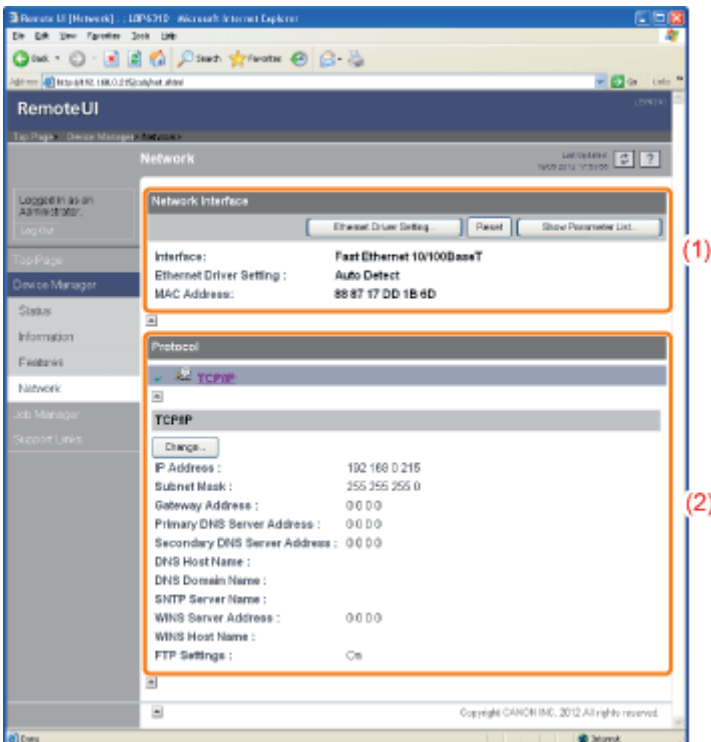 Remote UI [Network] : : LBP6310 - Microsoft Internet Explorer
File Edit View Favorites Tools Help
Back Search Favorites
Address Go Links
RemoteUI
LBP6310
Top Page > Device Manager > Network >
Network
Last Updated:
Logged in as an
Administrator.
Log Out
Top Page
Device Manager
Status
Information
Features
Network
Job Manager
Support Links
Network Interface
Ethernet Driver Setting... Reset Show Parameter List...
Interface: Fast Ethernet 10/100BaseT
Ethernet Driver Setting : Auto Detect
MAC Address: 88 87 17 DD 1B 6D
(1)
Protocol
TCP/IP
TCP/IP
Change...
IP Address : 192.168.0.215
Subnet Mask : 255.255.255.0
Gateway Address : 0.0.0.0
Primary DNS Server Address : 0.0.0.0
Secondary DNS Server Address : 0.0.0.0
DNS Host Name :
DNS Domain Name :
SNTP Server Name :
WINS Server Address : 0.0.0.0
WINS Host Name :
FTP Settings : On
(2)
Copyright CANON INC. 2012 All rights reserved.
Done Internet